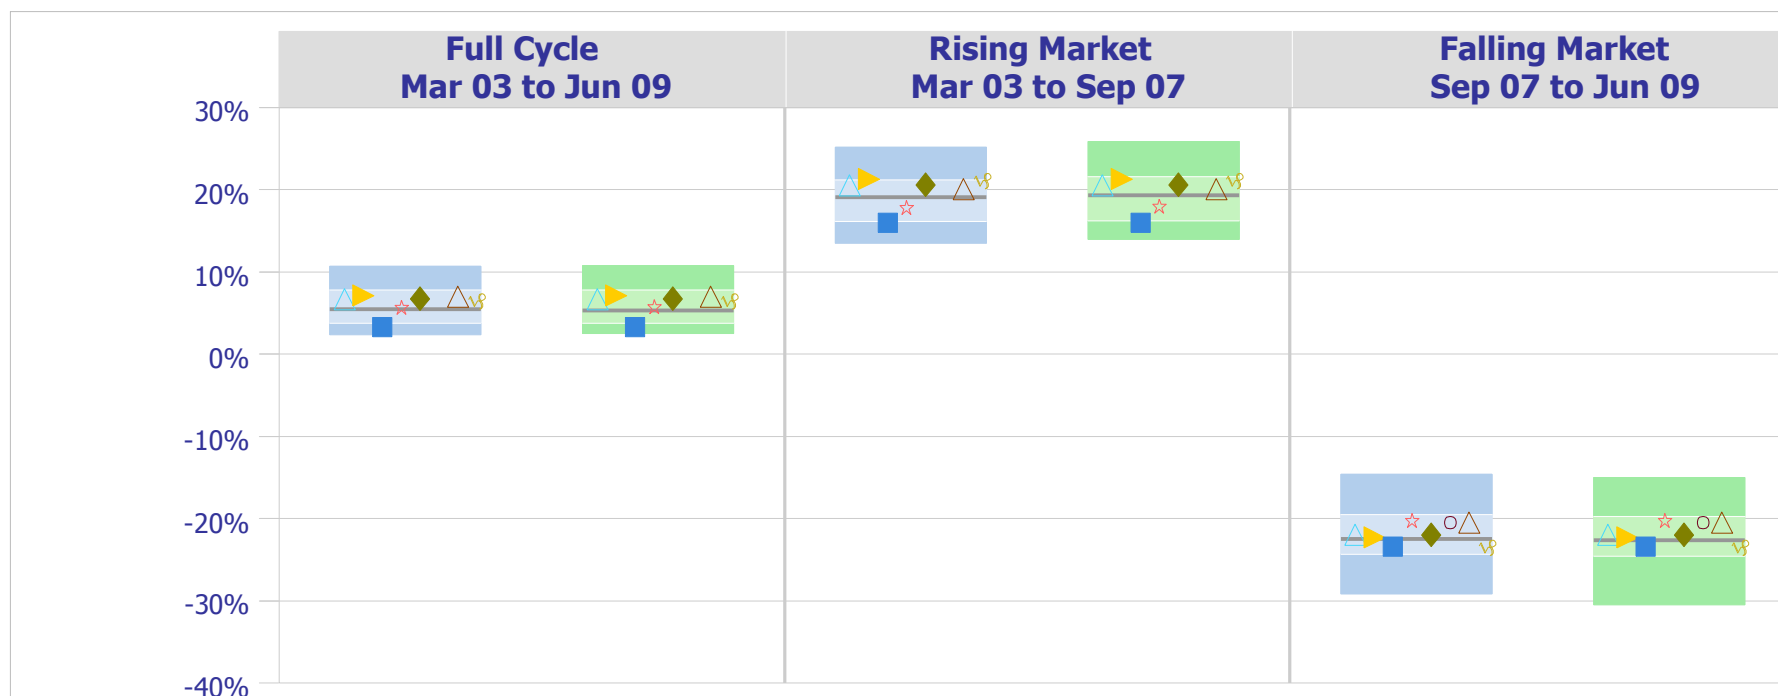 Full Cycle
Mar 03 to Jun 09
Rising Market
Mar 03 to Sep 07
Falling Market
Sep 07 to Jun 09
30%
20%
10%
0%
-10%
-20%
-30%
-40%